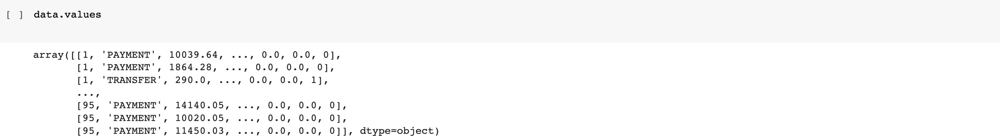 [ ] data.values
array([[1, 'PAYMENT', 10039.64, ..., 0.0, 0.0, 0],
[1, 'PAYMENT', 1864.28, ..., 0.0, 0.0, 0],
[1, 'TRANSFER', 290.0, ..., 0.0, 0.0, 1],
...,
[95, 'PAYMENT', 14140.05, ..., 0.0, 0.0, 0],
[95, 'PAYMENT', 10020.05, ..., 0.0, 0.0, 0],
[95, 'PAYMENT', 11450.03, ..., 0.0, 0.0, 0]], dtype=object)